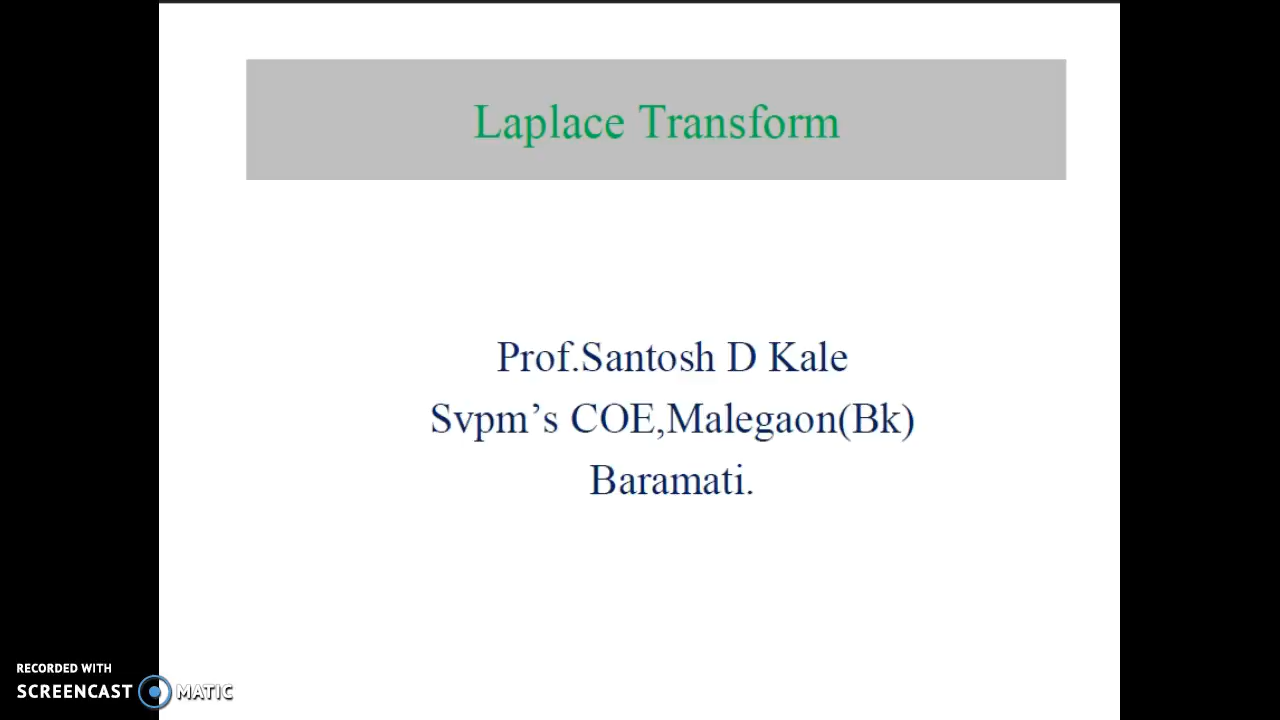 Laplace Transform
Prof.Santosh D Kale
Svpm’s COE,Malegaon(Bk)
Baramati.
RECORDED WITH
SCREENCAST MATIC